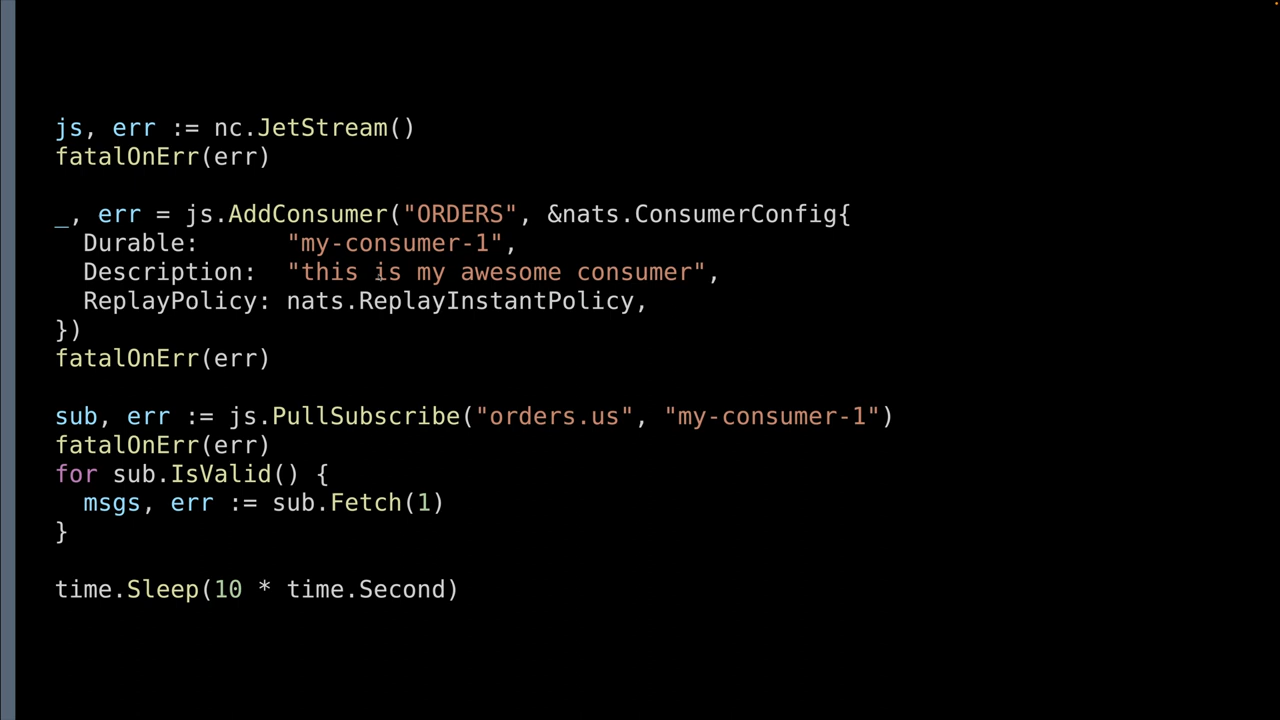 js, err := nc.JetStream()
fatalOnErr(err)

_, err = js.AddConsumer("ORDERS", &nats.ConsumerConfig{
  Durable:      "my-consumer-1",
  Description:  "this is my awesome consumer",
  ReplayPolicy: nats.ReplayInstantPolicy,
})
fatalOnErr(err)

sub, err := js.PullSubscribe("orders.us", "my-consumer-1")
fatalOnErr(err)
for sub.IsValid() {
  msgs, err := sub.Fetch(1)
}

time.Sleep(10 * time.Second)